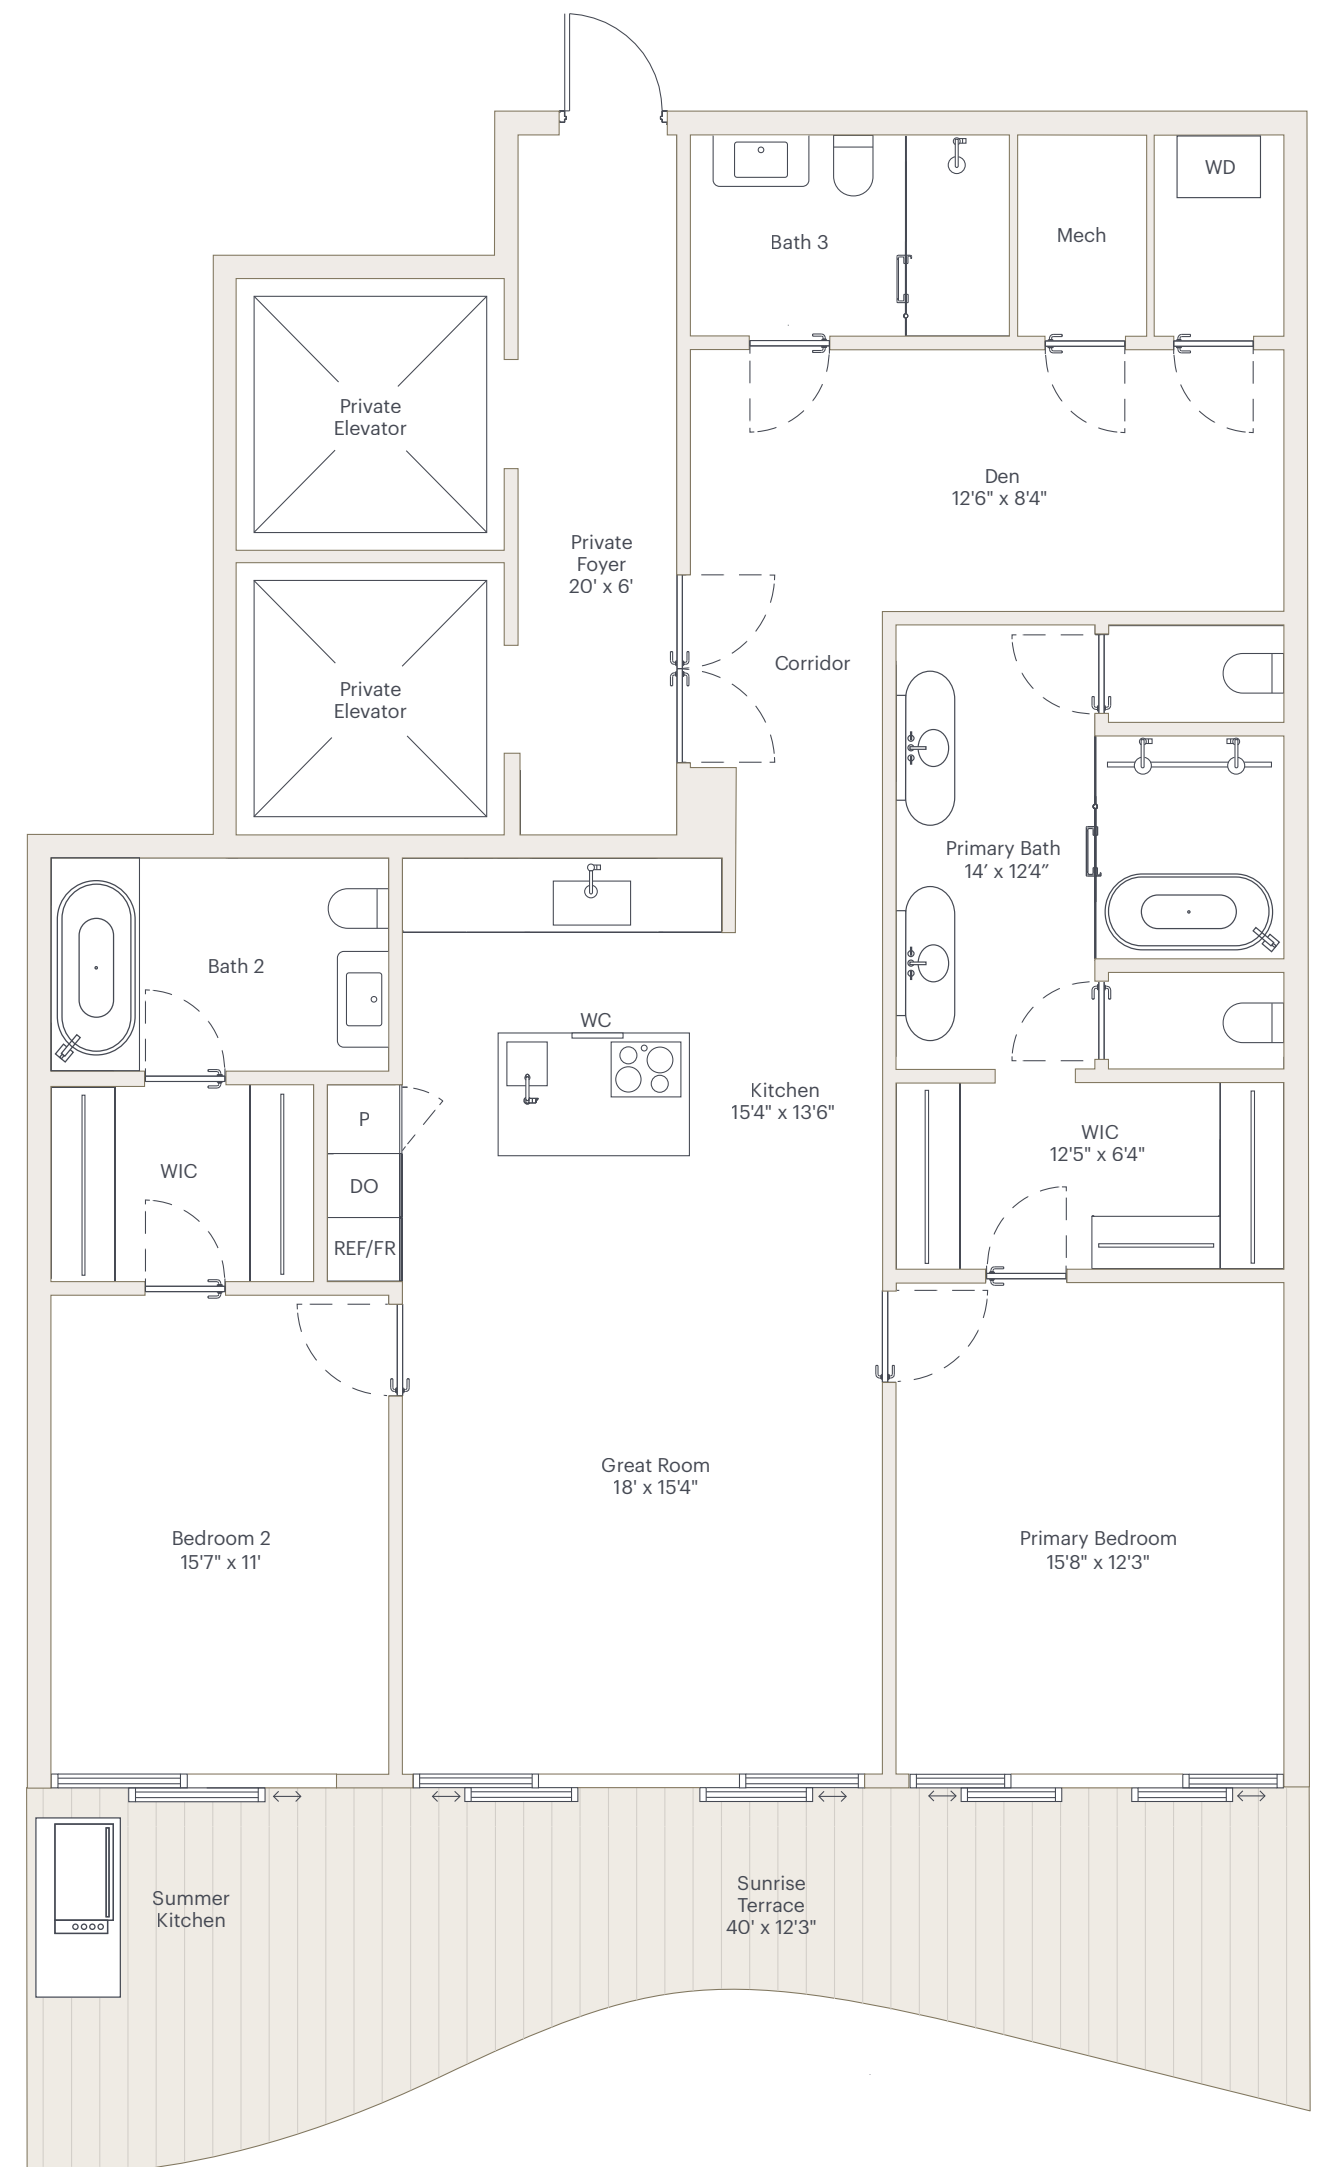 WD
Mech
Bath 3
Private
Elevator
Den
12'6" x 8'4"
Private
Foyer
20' x 6'
Corridor
Private
Elevator
Primary Bath
14’ x 12’4”
Bath 2
WC
Kitchen
15'4" x 13'6"
P
WIC
12'5" x 6'4"
WIC
DO
REF/FR
Great Room
18' x 15'4"
Bedroom 2
15'7" x 11'
Primary Bedroom
15'8" x 12'3"
Summer
Kitchen
Sunrise
Terrace
40' x 12'3"